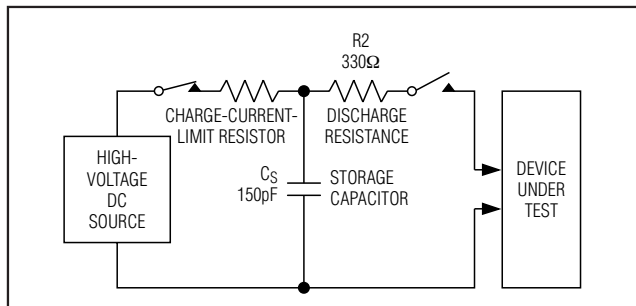 R2
330Ω
CHARGE-CURRENT-
LIMIT RESISTOR
DISCHARGE
RESISTANCE
HIGH-
VOLTAGE
DC
SOURCE
CS
150pF
STORAGE
CAPACITOR
DEVICE
UNDER
TEST